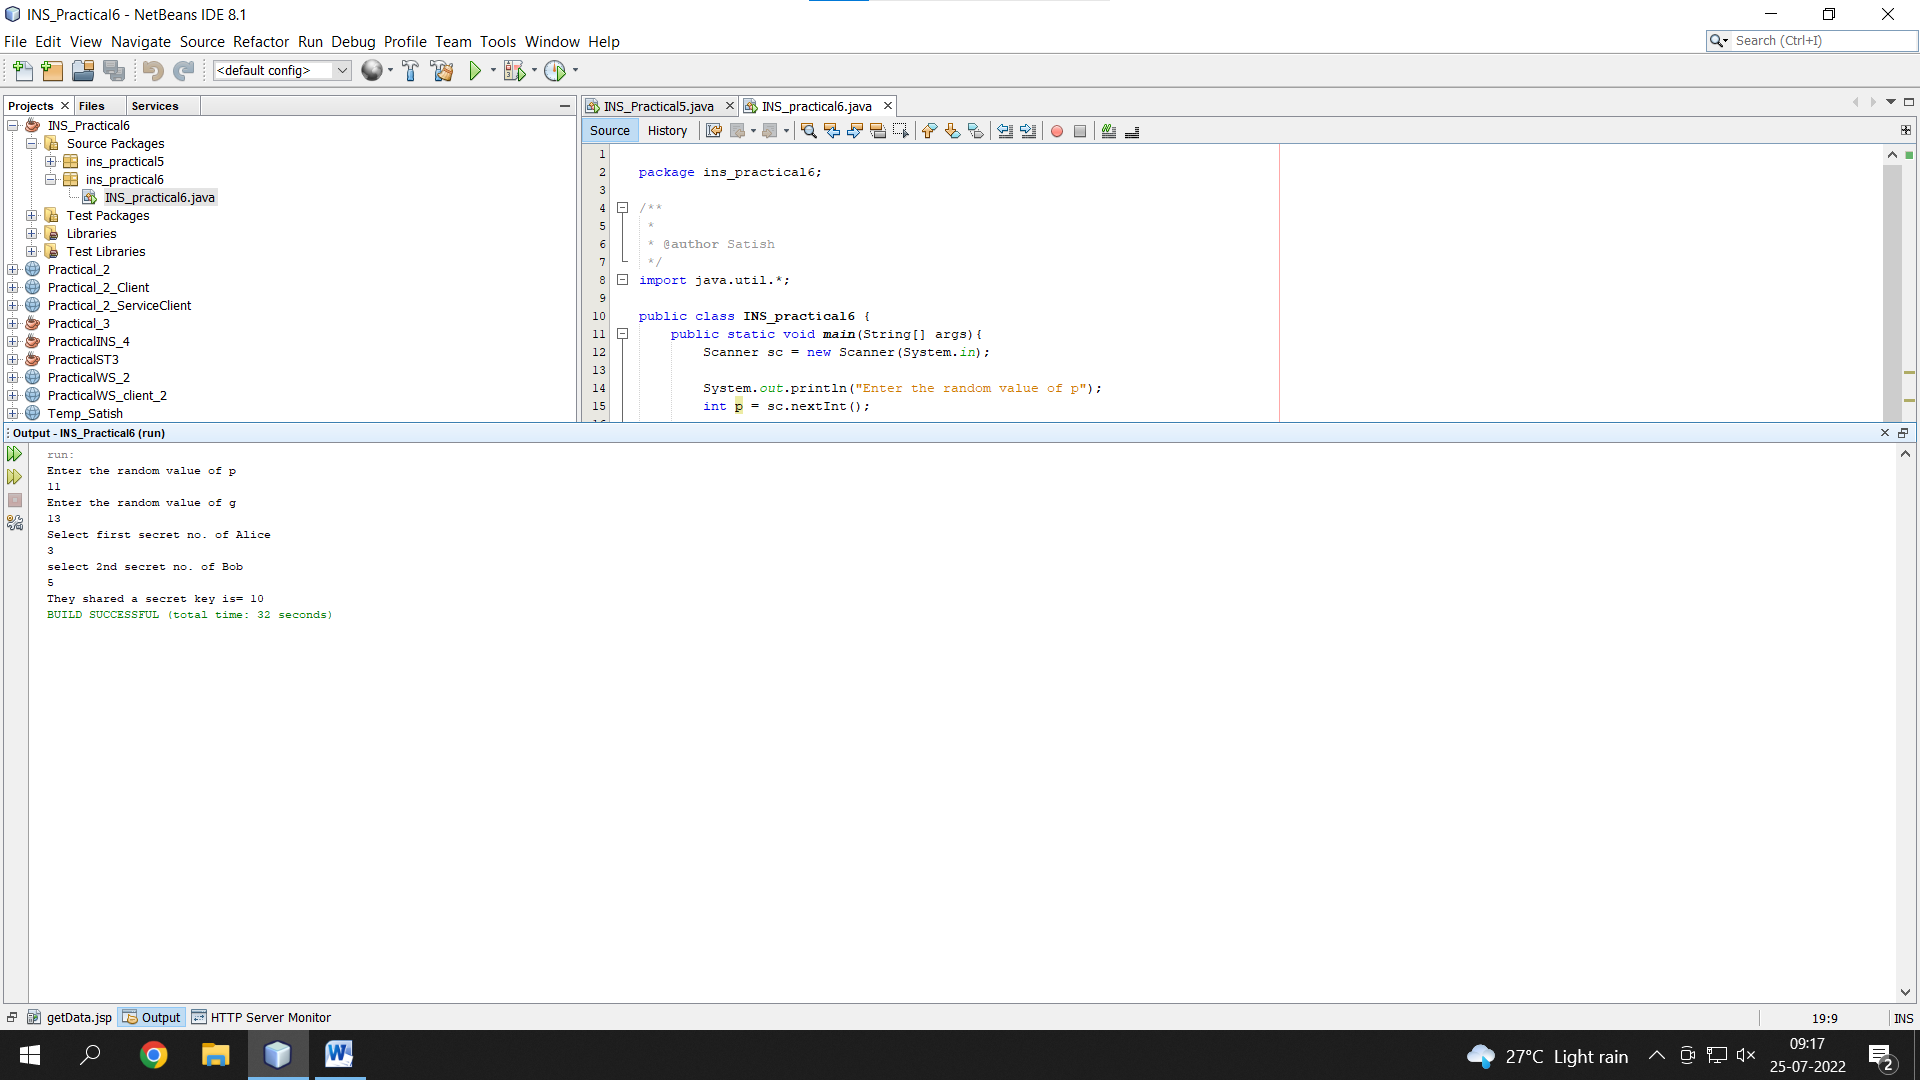 INS_Practical6 - NetBeans IDE 8.1
File Edit View Navigate Source Refactor Run Debug Profile Team Tools Window Help
Search (Ctrl+I)
<default config>
Projects Files Services
INS_Practical6
Source Packages
ins_practical5
ins_practical6
INS_practical6.java
Test Packages
Libraries
Test Libraries
Practical_2
Practical_2_Client
Practical_2_ServiceClient
Practical_3
PracticalINS_4
PracticalST3
PracticalWS_2
PracticalWS_client_2
Temp_Satish
INS_Practical5.java INS_practical6.java
Source History
1
2 package ins_practical6;
3
4 /**
5 *
6 * @author Satish
7 */
8 import java.util.*;
9
10 public class INS_practical6 {
11 public static void main(String[] args){
12 Scanner sc = new Scanner(System.in);
13
14 System.out.println("Enter the random value of p");
15 int p = sc.nextInt();
Output - INS_Practical6 (run)
run:
Enter the random value of p
11
Enter the random value of g
13
Select first secret no. of Alice
3
select 2nd secret no. of Bob
5
They shared a secret key is= 10
BUILD SUCCESSFUL (total time: 32 seconds)
getData.jsp Output HTTP Server Monitor
19:9 INS
27°C Light rain
09:17
25-07-2022
2